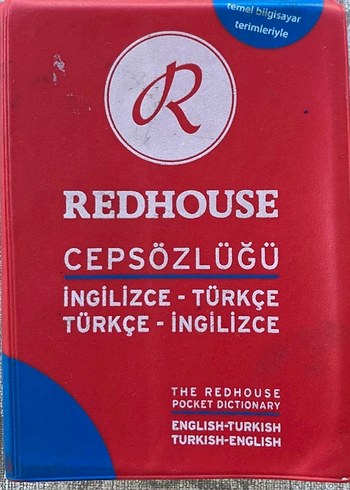 temel bilgisayar
terimleriyle
R
REDHOUSE
CEPSÖZLÜĞÜ
İNGİLİZCE - TÜRKÇE
TÜRKÇE - İNGİLİZCE
THE REDHOUSE
POCKET DICTIONARY
ENGLISH-TURKISH
TURKISH-ENGLISH